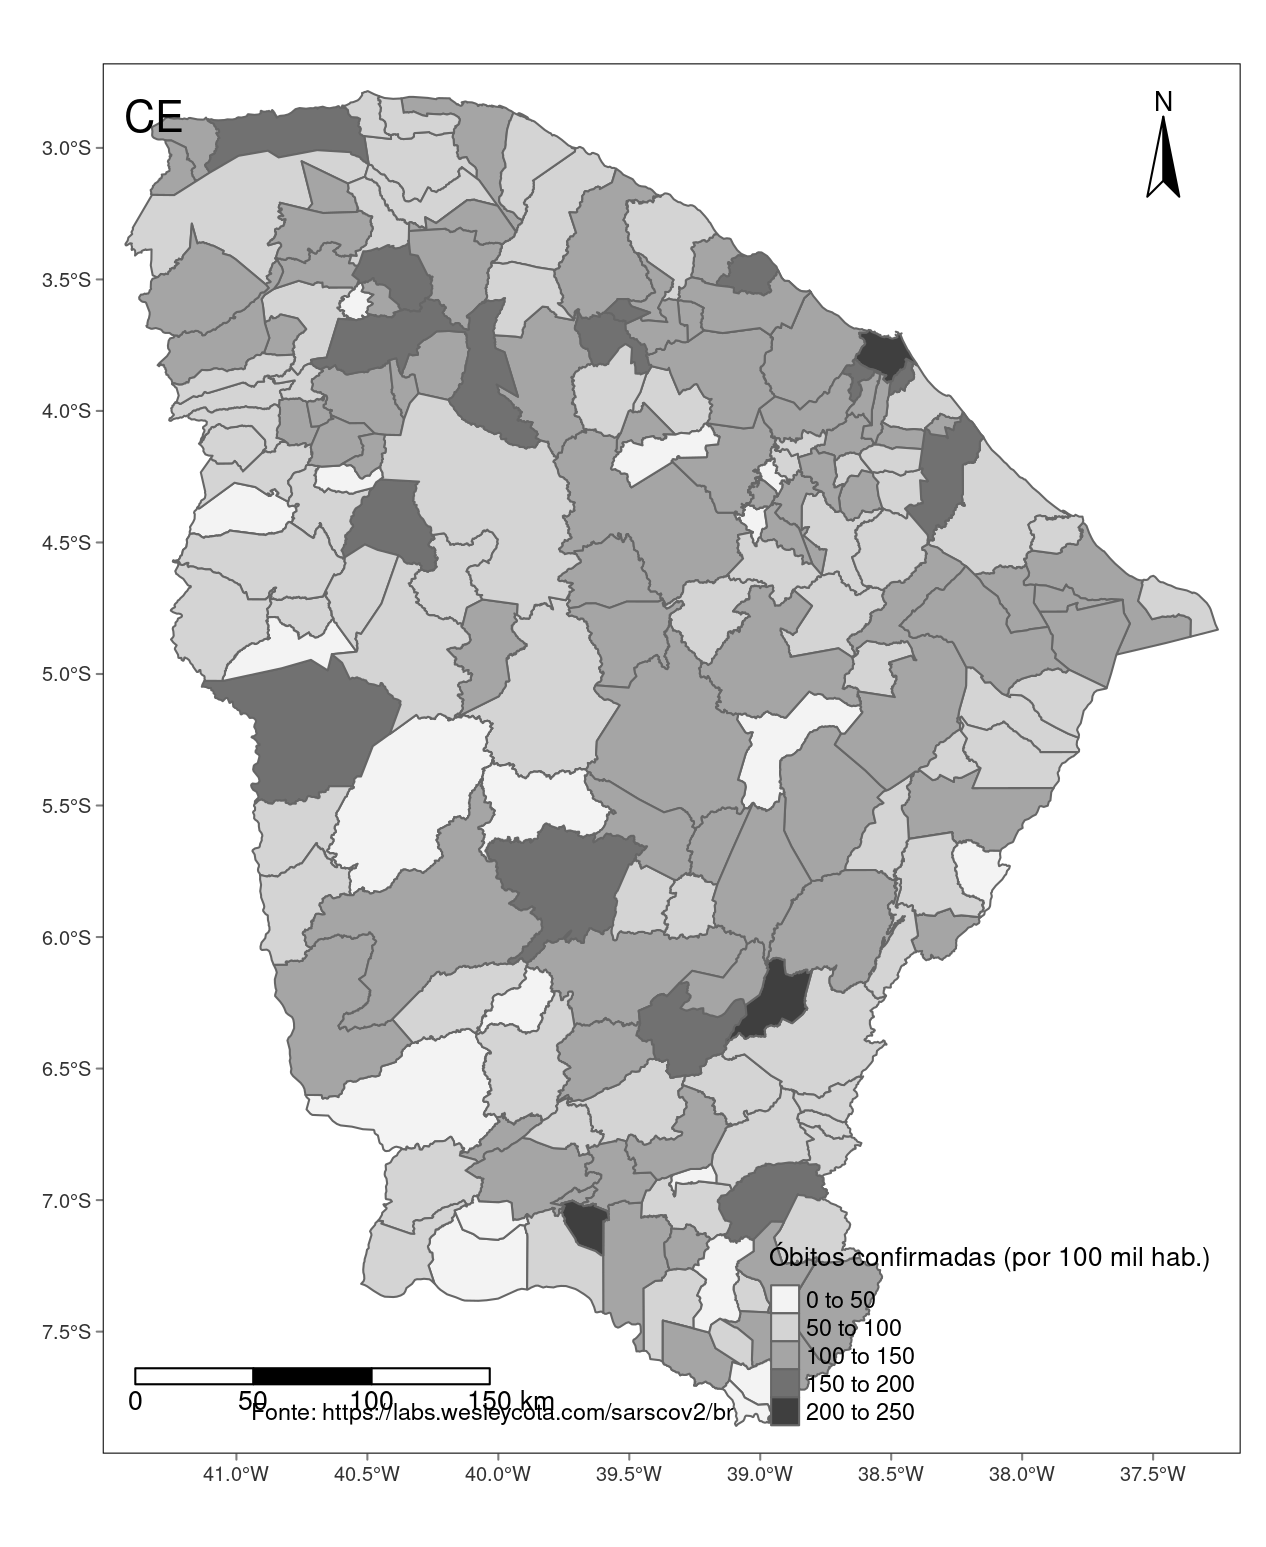 CE
N
3.0°S
3.5°S
4.0°S
4.5°S
5.0°S
5.5°S
6.0°S
6.5°S
7.0°S
7.5°S
Óbitos confirmadas (por 100 mil hab.)
0 to 50
50 to 100
100 to 150
150 to 200
200 to 250
0 50 100 150 km
Fonte: https://labs.wesleycota.com/sarscov2/br
41.0°W 40.5°W 40.0°W 39.5°W 39.0°W 38.5°W 38.0°W 37.5°W